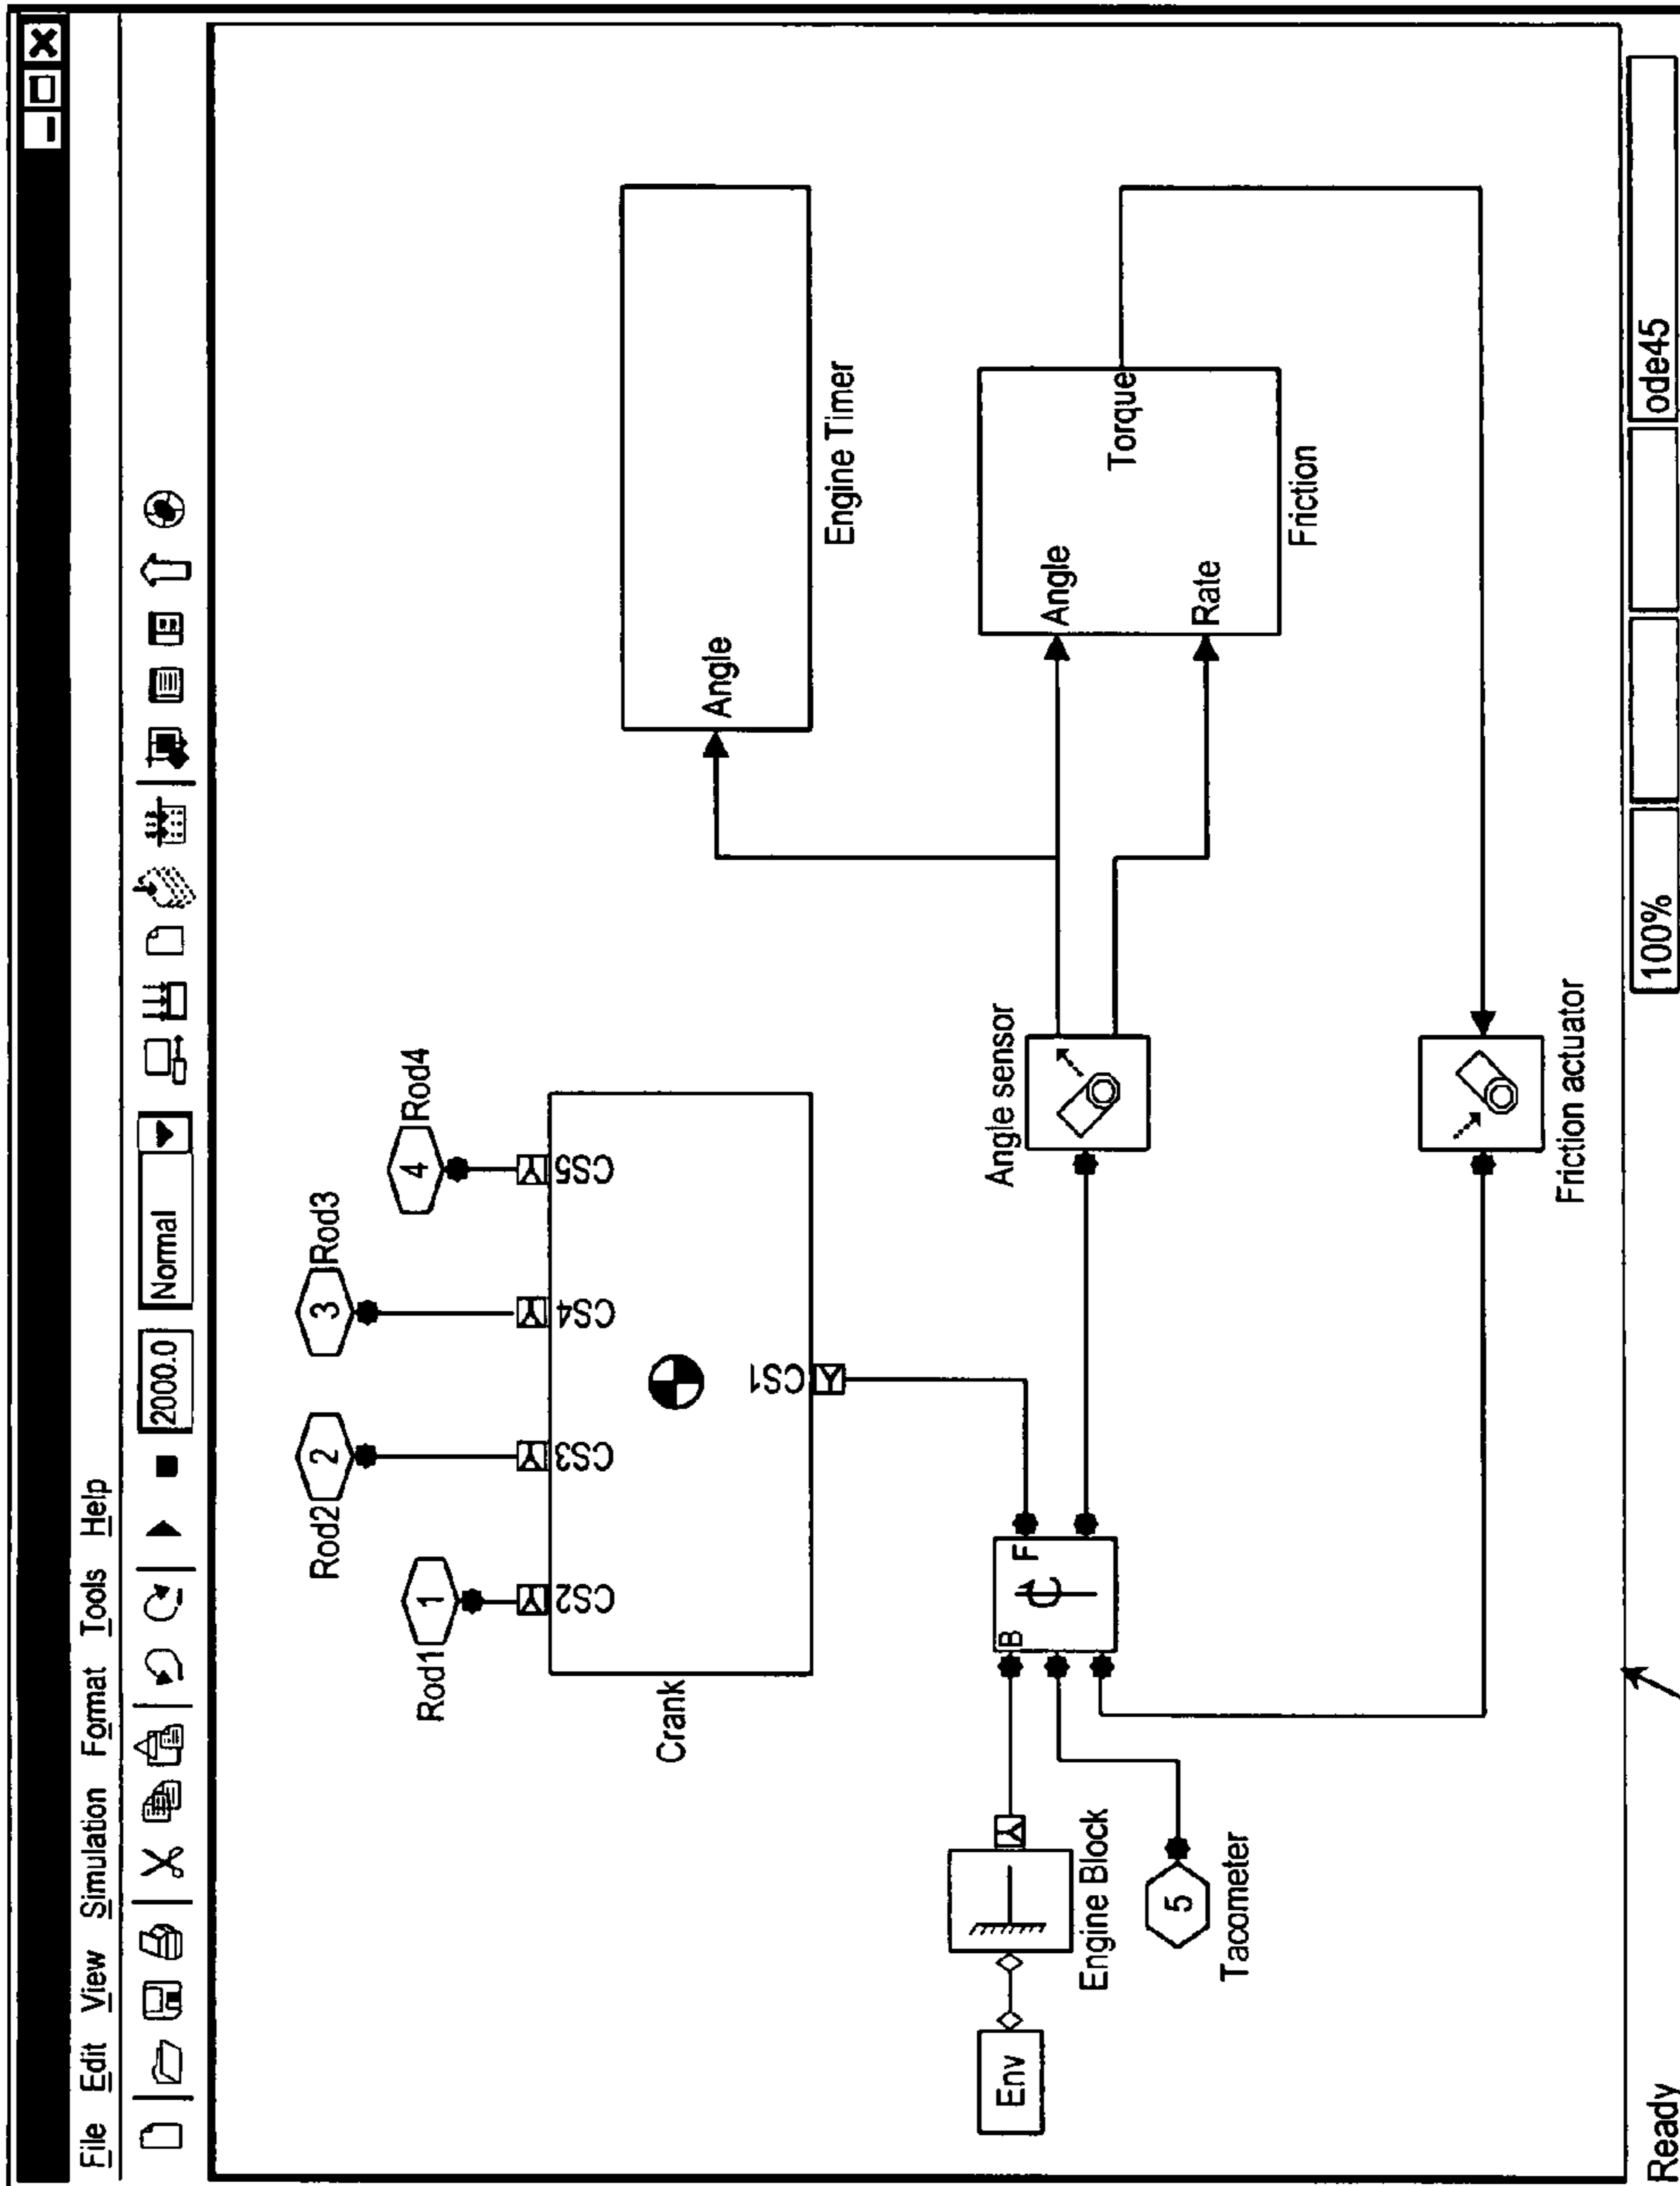 File Edit View Simulation Format Tools Help
2000.0 Normal
Rod1
1
Rod2
2
3
Rod3
4
Rod4
CS2 CS3 CS4 CS5
CS1
Crank
Angle
Engine Timer
Env
Engine Block
B F
Angle sensor
Angle
Rate
Torque
Friction
5
Tacometer
Friction actuator
Ready 100% ode45